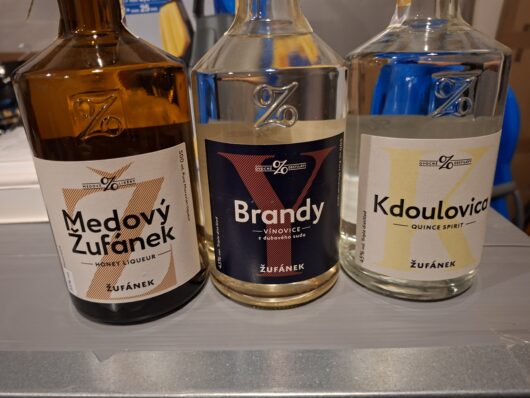 Medový
Žufánek
HONEY LIQUEUR
ŽUFÁNEK
Brandy
VÍNOVICE
z dubového sudu
ŽUFÁNEK
Kdoulovica
QUINCE SPIRIT
ŽUFÁNEK